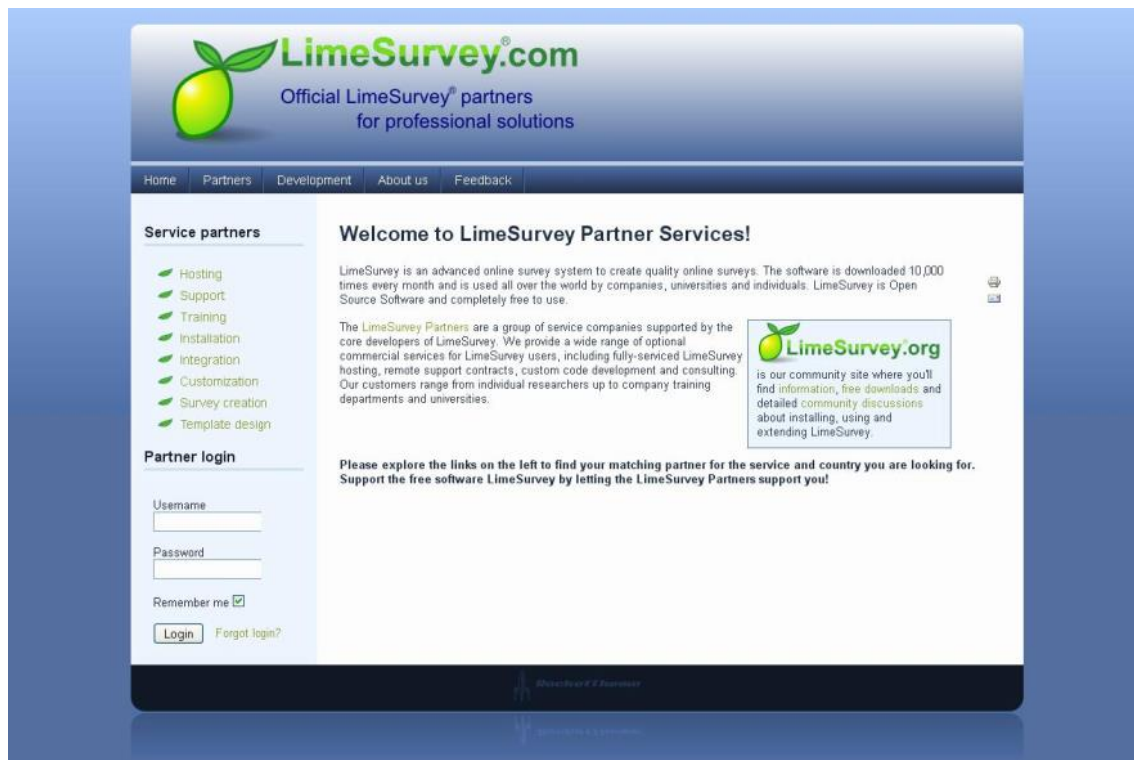 LimeSurvey®.com
Official LimeSurvey® partners
for professional solutions
Home Partners Development About us Feedback
Service partners
Hosting
Support
Training
Installation
Integration
Customization
Survey creation
Template design
Partner login
Username
Password
Remember me
Login Forgot login?
Welcome to LimeSurvey Partner Services!
LimeSurvey is an advanced online survey system to create quality online surveys. The software is downloaded 10,000
times every month and is used all over the world by companies, universities and individuals. LimeSurvey is Open
Source Software and completely free to use.
The LimeSurvey Partners are a group of service companies supported by the
core developers of LimeSurvey. We provide a wide range of optional
commercial services for LimeSurvey users, including fully-serviced LimeSurvey
hosting, remote support contracts, custom code development and consulting.
Our customers range from individual researchers up to company training
departments and universities.
LimeSurvey.org
is our community site where you'll
find information, free downloads and
detailed community discussions
about installing, using and
extending LimeSurvey.
Please explore the links on the left to find your matching partner for the service and country you are looking for.
Support the free software LimeSurvey by letting the LimeSurvey Partners support you!
RocketTheme